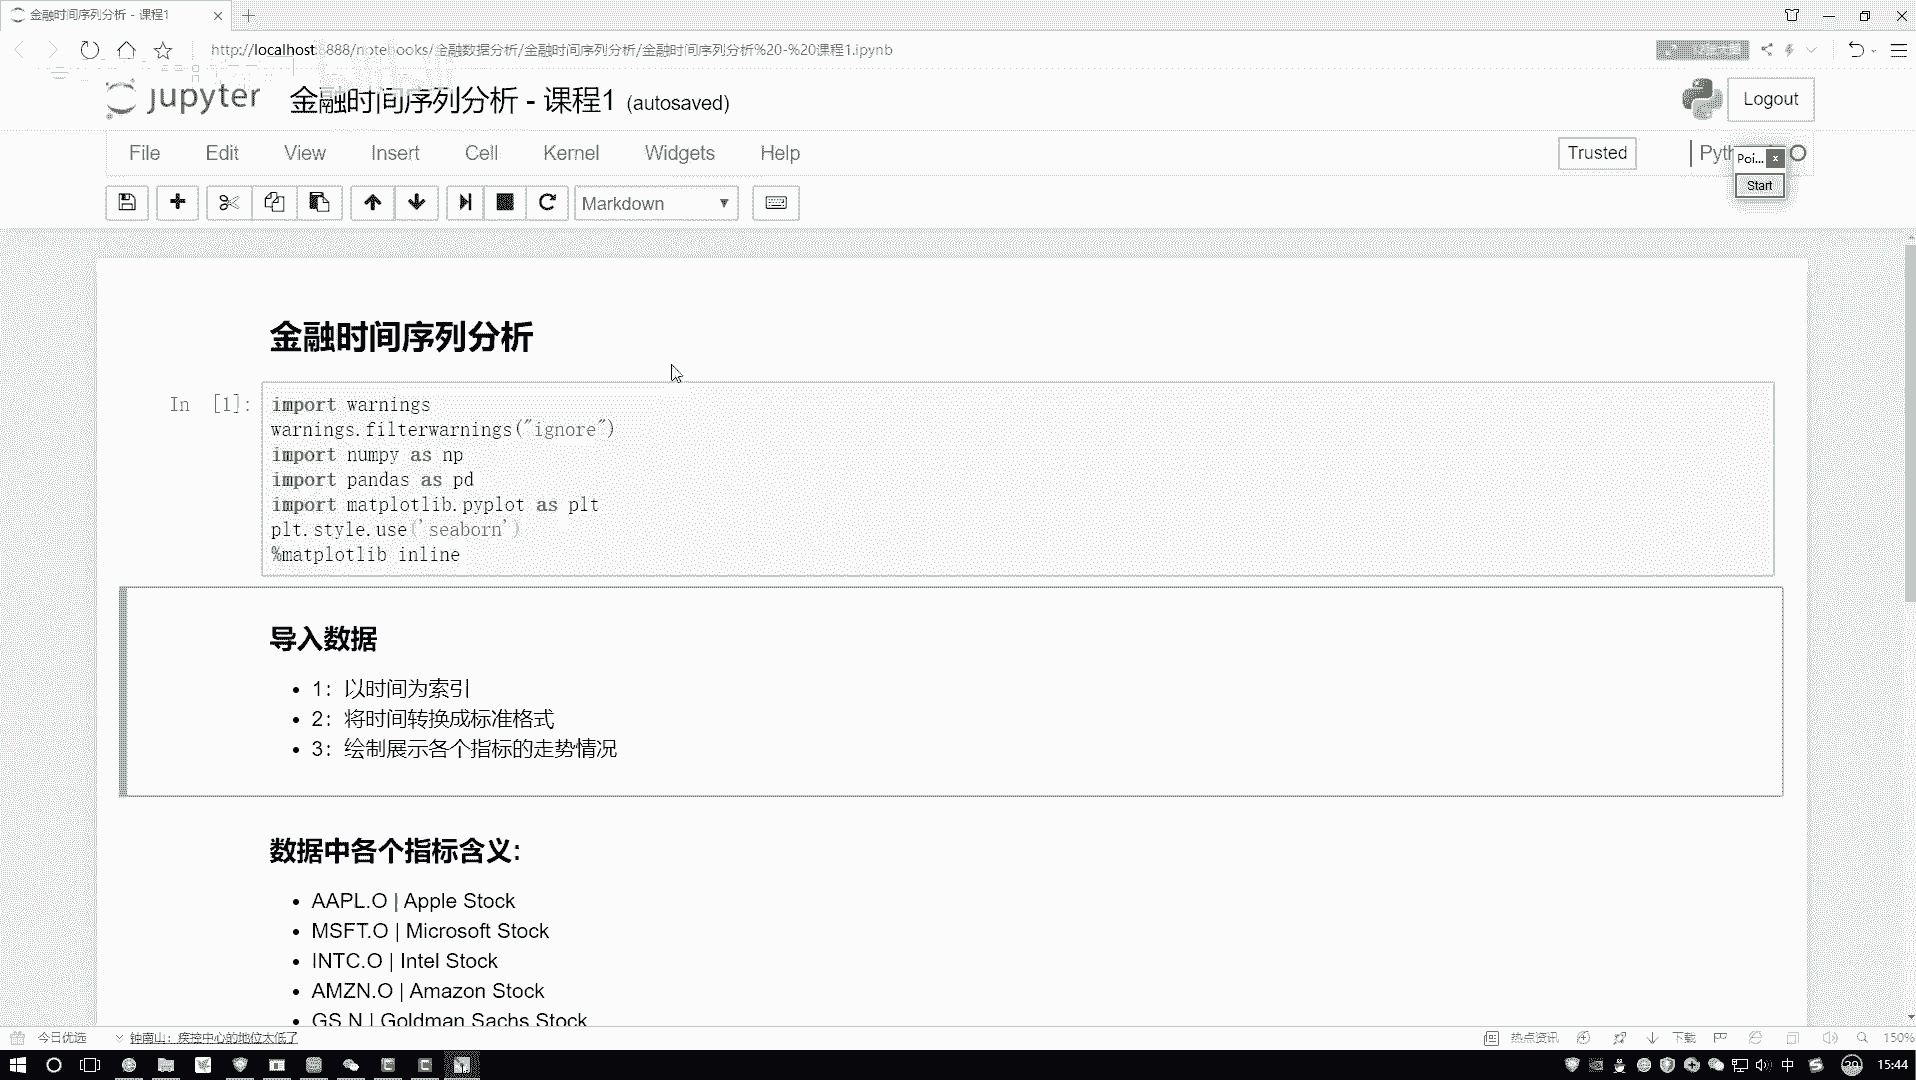 金融时间序列分析 - 课程1
http://localhost:8888/notebooks/金融数据分析/金融时间序列分析/金融时间序列分析%20-%20课程1.ipynb
jupyter 金融时间序列分析 - 课程1 (autosaved)
Logout
File Edit View Insert Cell Kernel Widgets Help
Trusted
Poi...
Start
Markdown
金融时间序列分析
In [1]:
import warnings
warnings.filterwarnings("ignore")
import numpy as np
import pandas as pd
import matplotlib.pyplot as plt
plt.style.use('seaborn')
%matplotlib inline
导入数据
1：以时间为索引
2：将时间转换成标准格式
3：绘制展示各个指标的走势情况
数据中各个指标含义:
AAPL.O | Apple Stock
MSFT.O | Microsoft Stock
INTC.O | Intel Stock
AMZN.O | Amazon Stock
GS.N | Goldman Sachs Stock
今日优选 钟南山：疾控中心的地位太低了
热点资讯 下载 150%
中 15:44